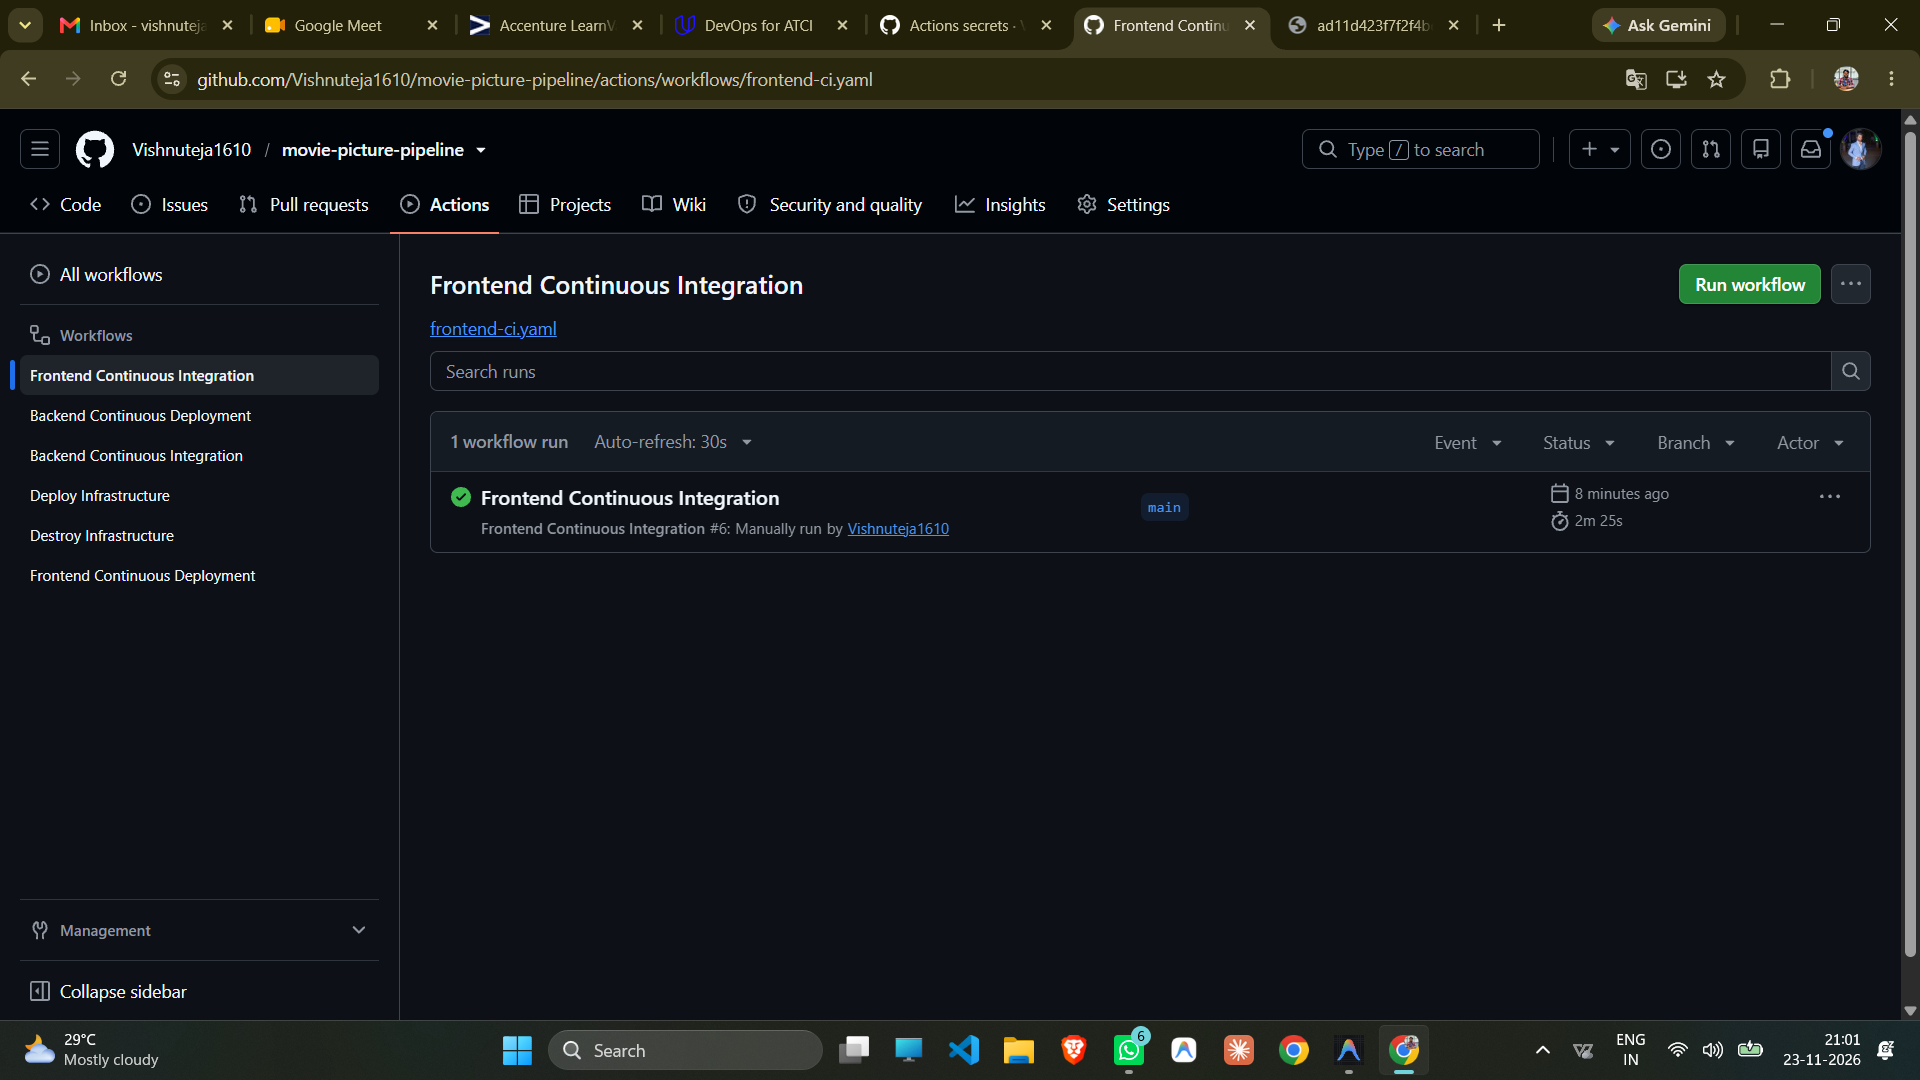 Inbox - vishnuteja
Google Meet
Accenture LearnV
DevOps for ATCI
Actions secrets ·
Frontend Continu
ad11d423f7f2f4b
Ask Gemini
github.com/Vishnuteja1610/movie-picture-pipeline/actions/workflows/frontend-ci.yaml
Vishnuteja1610 / movie-picture-pipeline
Type / to search
Code
Issues
Pull requests
Actions
Projects
Wiki
Security and quality
Insights
Settings
All workflows
Workflows
Frontend Continuous Integration
Backend Continuous Deployment
Backend Continuous Integration
Deploy Infrastructure
Destroy Infrastructure
Frontend Continuous Deployment
Management
Collapse sidebar
Frontend Continuous Integration
Run workflow
frontend-ci.yaml
Search runs
1 workflow run
Auto-refresh: 30s
Event
Status
Branch
Actor
Frontend Continuous Integration
Frontend Continuous Integration #6: Manually run by Vishnuteja1610
main
8 minutes ago
2m 25s
29°C
Mostly cloudy
Search
6
ENG
IN
21:01
23-11-2026